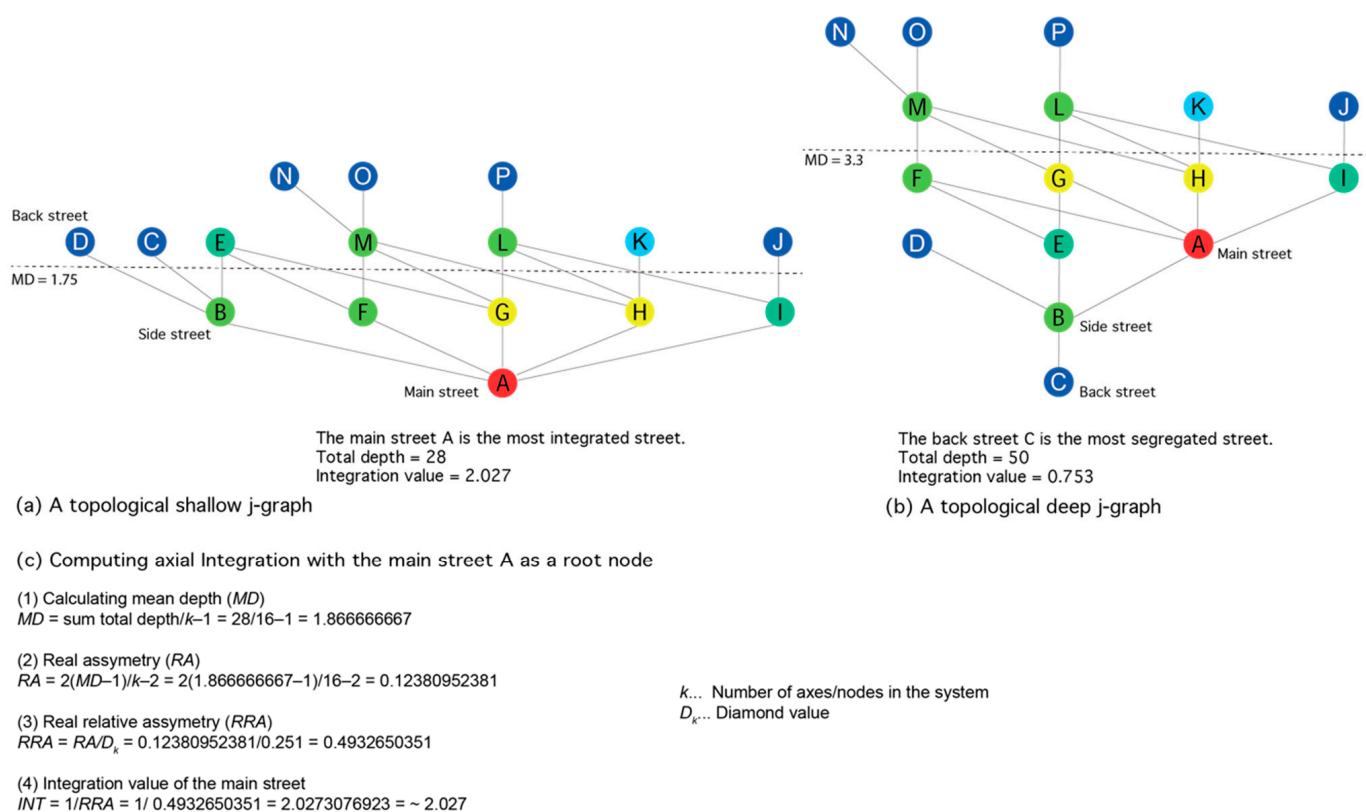 N O P
Back street
D C E M L K J
MD = 1.75
B F G H I
Side street
A
Main street
The main street A is the most integrated street.
Total depth = 28
Integration value = 2.027
(a) A topological shallow j-graph
N O P
M L K J
MD = 3.3
F G H I
D E A
Main street
B
Side street
C
Back street
The back street C is the most segregated street.
Total depth = 50
Integration value = 0.753
(b) A topological deep j-graph
(c) Computing axial Integration with the main street A as a root node
(1) Calculating mean depth (MD)
MD = sum total depth/k–1 = 28/16–1 = 1.866666667
(2) Real assymetry (RA)
RA = 2(MD–1)/k–2 = 2(1.866666667–1)/16–2 = 0.12380952381
(3) Real relative assymetry (RRA)
RRA = RA/Dk = 0.12380952381/0.251 = 0.4932650351
(4) Integration value of the main street
INT = 1/RRA = 1/ 0.4932650351 = 2.0273076923 = ~ 2.027
k... Number of axes/nodes in the system
Dk... Diamond value